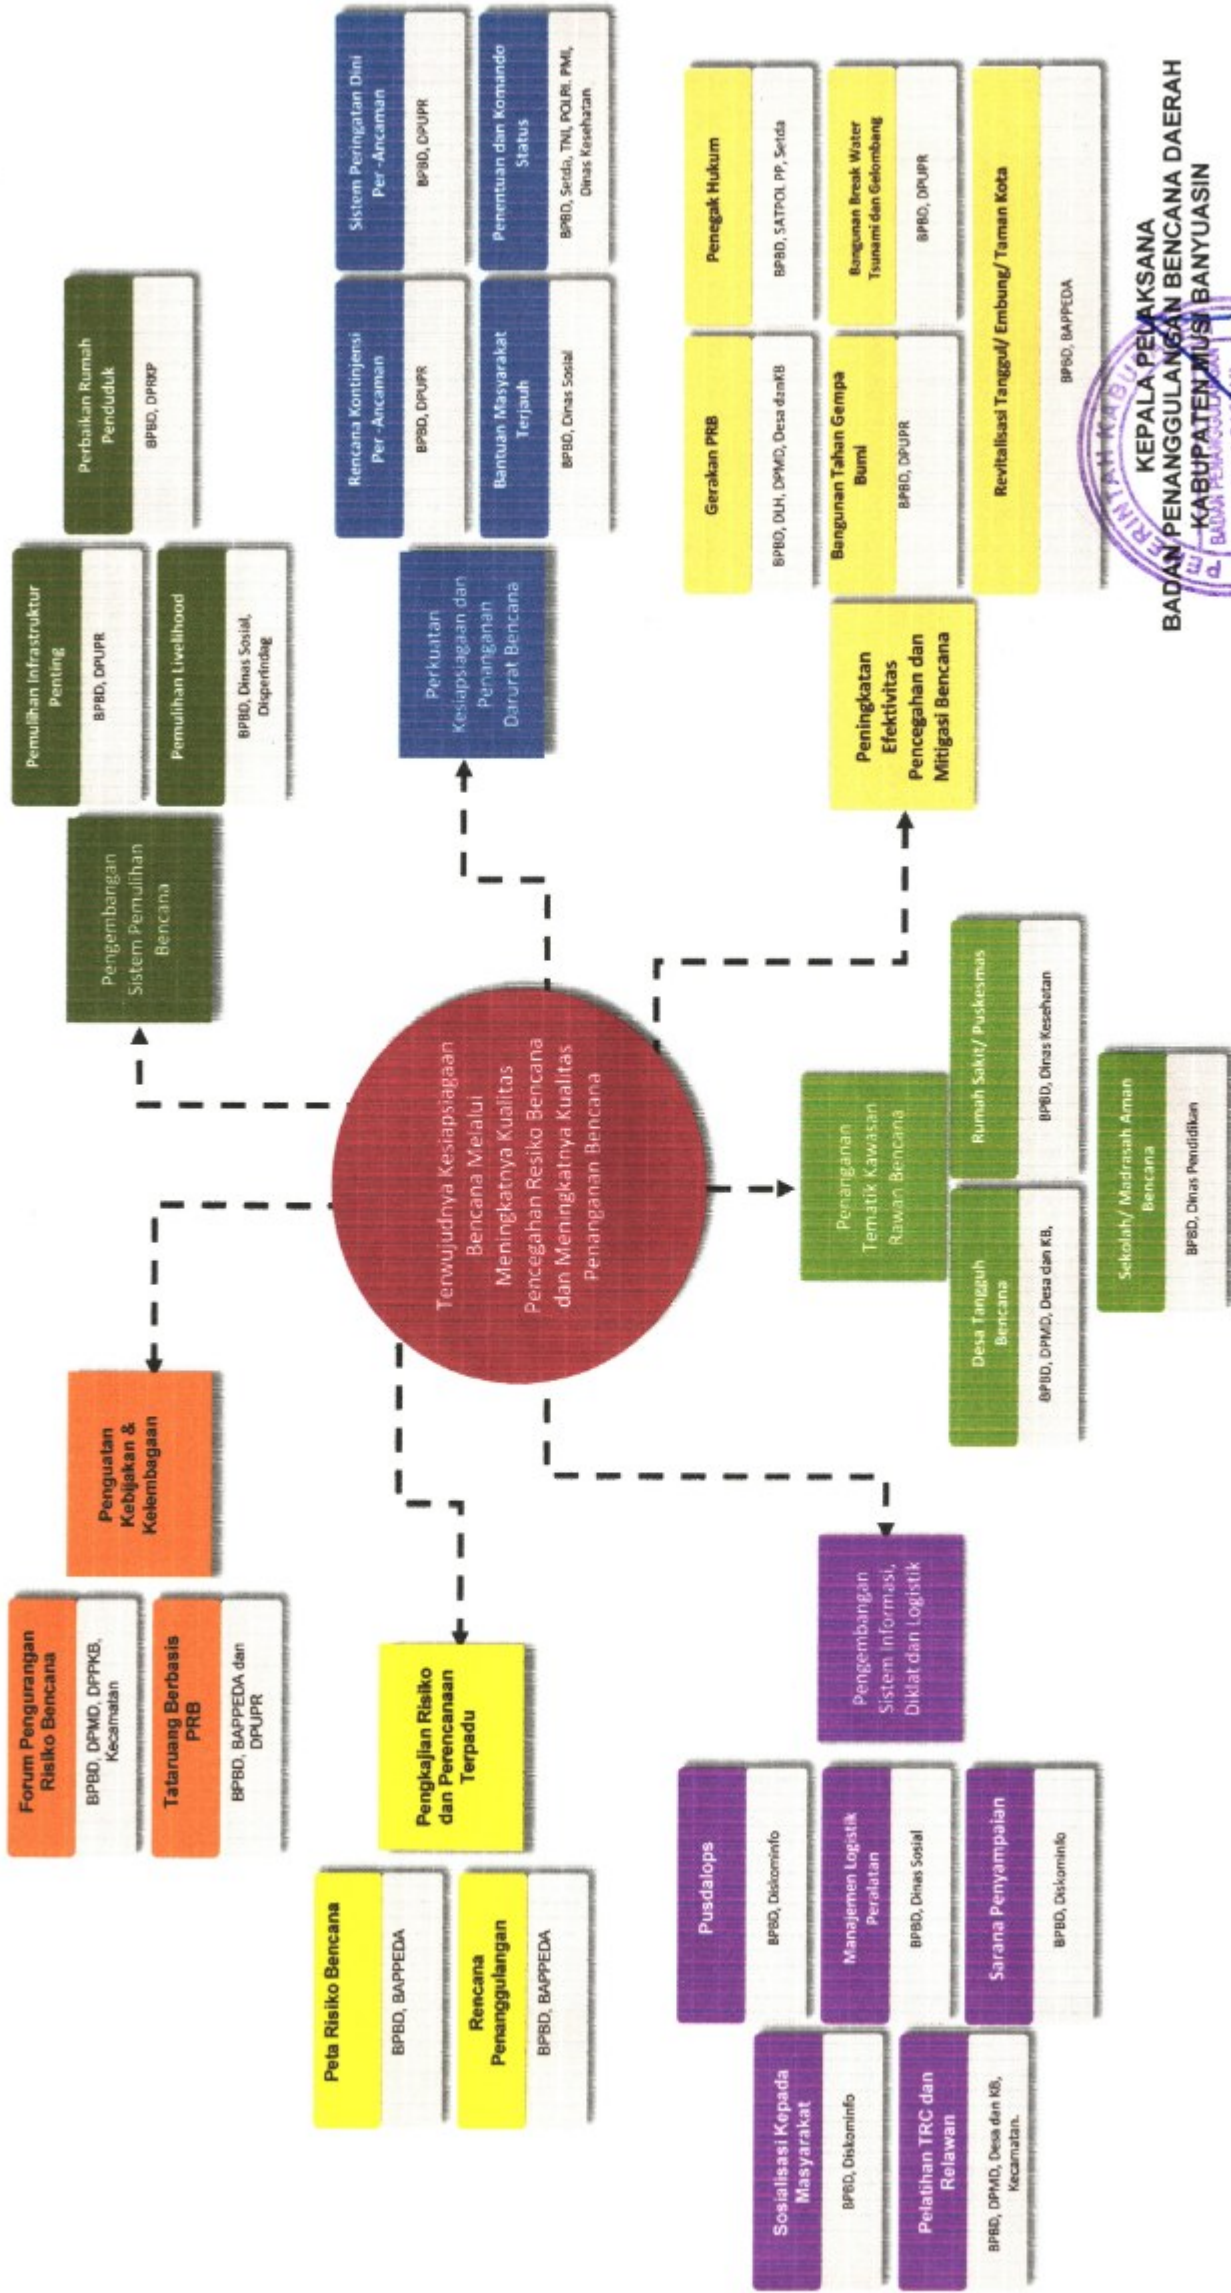 Forum Pengurangan
Risiko Bencana
BPBD, DPMD, DPPKB,
Kecamatan
Tataruang Berbasis
PRB
BPBD, BAPPEDA dan
DPUPR
Penguatan
Kebijakan &
Kelembagaan
Pengembangan
Sistem Pemulihan
Bencana
Pemulihan Infrastruktur
Penting
BPBD, DPUPR
Pemulihan Livelihood
BPBD, Dinas Sosial,
Disperindag
Perbaikan Rumah
Penduduk
BPBD, DPRKP
Peta Risiko Bencana
BPBD, BAPPEDA
Rencana
Penanggulangan
BPBD, BAPPEDA
Pengkajian Risiko
dan Perencanaan
Terpadu
Terwujudnya Kesiapsiagaan
Bencana Melalui
Meningkatnya Kualitas
Pencegahan Resiko Bencana
dan Meningkatnya Kualitas
Penanganan Bencana
Perkuatan
Kesiapsiagaan dan
Penanganan
Darurat Bencana
Rencana Kontinjensi
Per -Ancaman
BPBD, DPUPR
Sistem Peringatan Dini
Per -Ancaman
BPBD, DPUPR
Bantuan Masyarakat
Terjauh
BPBD, Dinas Sosial
Penentuan dan Komando
Status
BPBD, Setda, TNI, POLRI, PMI,
Dinas Kesehatan
Sosialisasi Kepada
Masyarakat
BPBD, Diskominfo
Pelatihan TRC dan
Relawan
BPBD, DPMD, Desa dan KB,
Kecamatan.
Pusdalops
BPBD, Diskominfo
Manajemen Logistik
Peralatan
BPBD, Dinas Sosial
Sarana Penyampaian
BPBD, Diskominfo
Pengembangan
Sistem Informasi,
Diklat dan Logistik
Penanganan
Tematik Kawasan
Rawan Bencana
Desa Tangguh
Bencana
BPBD, DPMD, Desa dan KB,
Rumah Sakit/ Puskesmas
BPBD, Dinas Kesehatan
Sekolah/ Madrasah Aman
Bencana
BPBD, Dinas Pendidikan
Peningkatan
Efektivitas
Pencegahan dan
Mitigasi Bencana
Gerakan PRB
BPBD, DLH, DPMD, Desa danKB
Penegak Hukum
BPBD, SATPOL PP, Setda
Bangunan Tahan Gempa
Bumi
BPBD, DPUPR
Bangunan Break Water
Tsunami dan Gelombang
BPBD, DPUPR
Revitalisasi Tanggul/ Embung/ Taman Kota
BPBD, BAPPEDA
KEPALA PELAKSANA
BADAN PENANGGULANGAN BENCANA DAERAH
KABUPATEN MUSI BANYUASIN